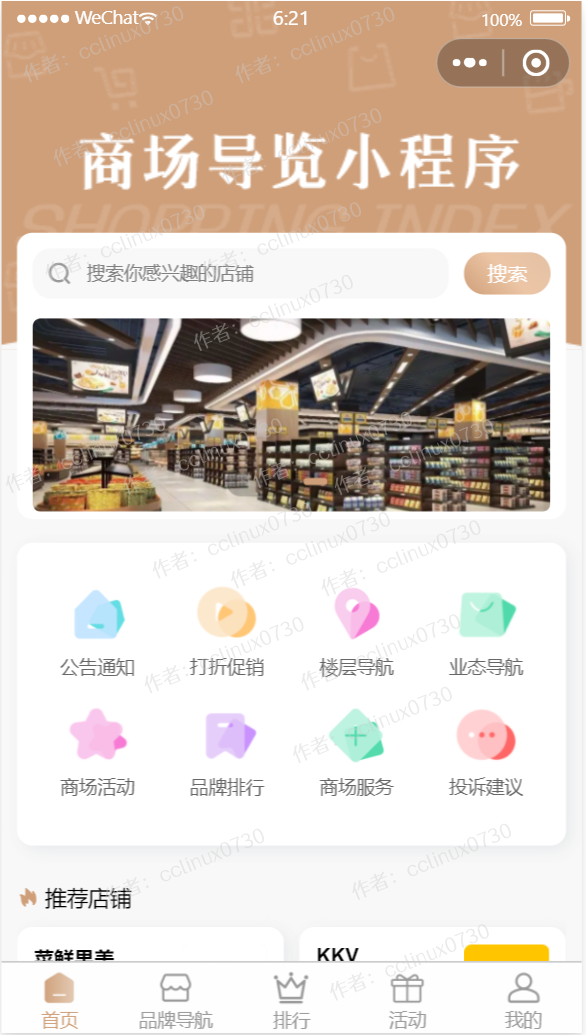 WeChat 6:21 100%
商场导览小程序
SHOPPING INDEX
搜索你感兴趣的店铺 搜索
公告通知 打折促销 楼层导航 业态导航
商场活动 品牌排行 商场服务 投诉建议
推荐店铺
菜鲜果美 KKV
首页 品牌导航 排行 活动 我的
作者：cclinux0730